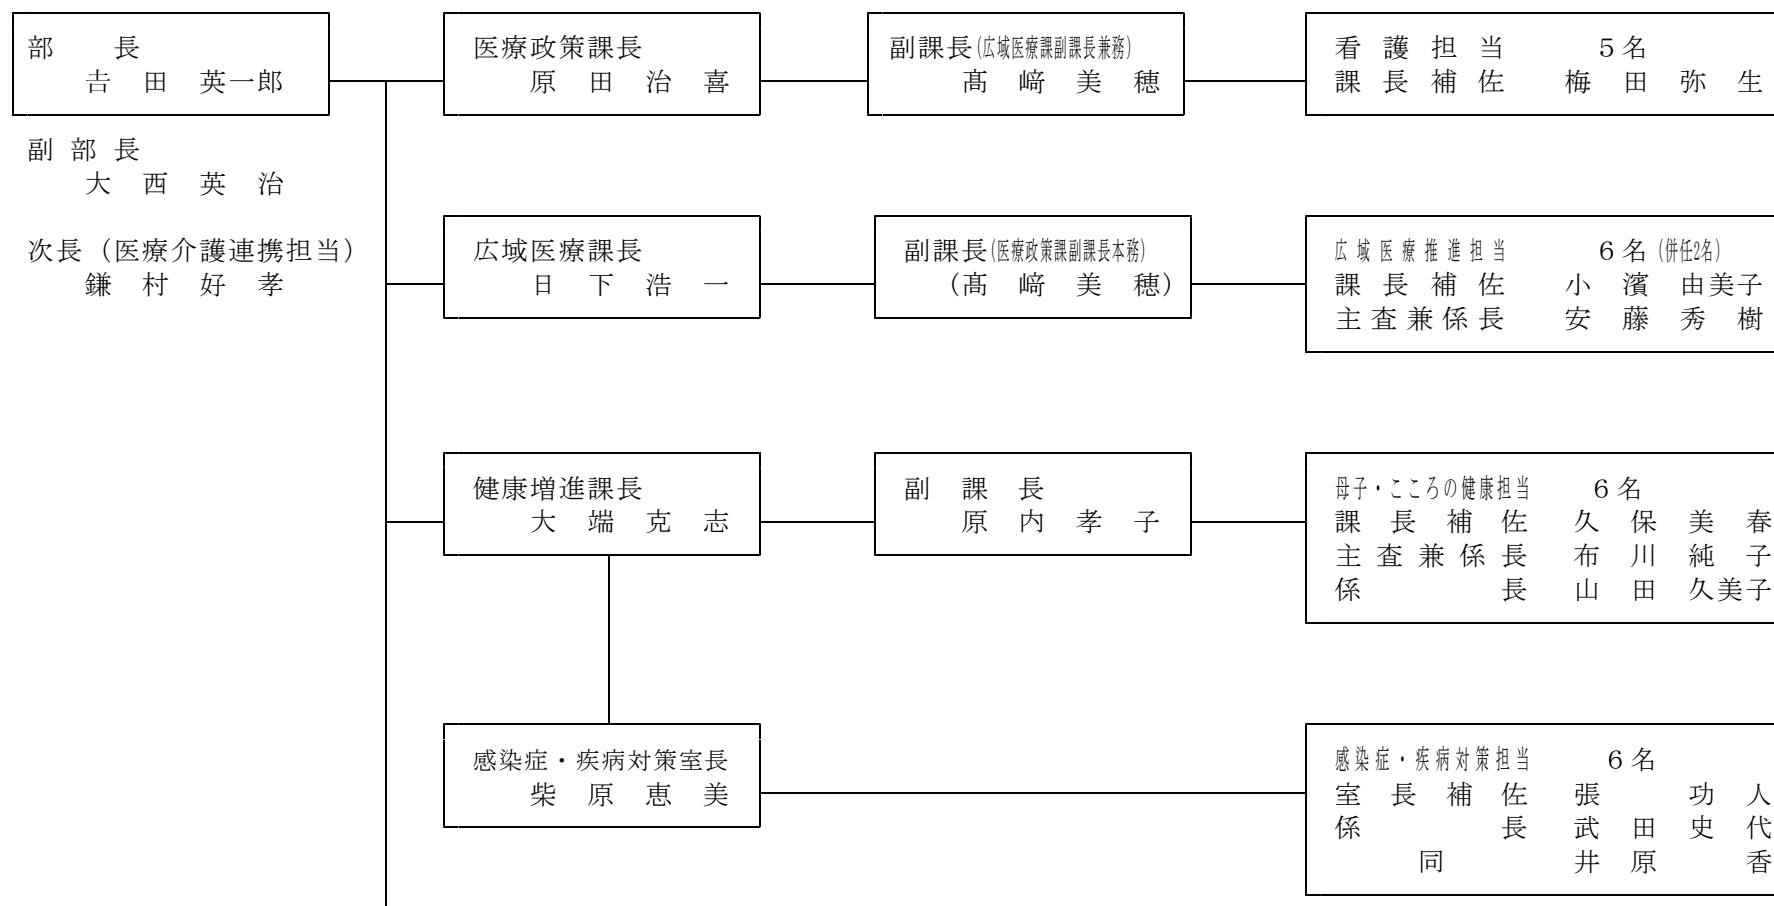 部　　長
吉　田　英一郎
副 部 長
大　西　英　治
次長（医療介護連携担当）
鎌　村　好　孝
医療政策課長
原　田　治　喜
副課長(広域医療課副課長兼務)
髙　﨑　美　穂
看 護 担 当　　５名
課 長 補 佐　梅　田　弥　生
広域医療課長
日　下　浩　一
副課長(医療政策課副課長本務)
（髙　﨑　美　穂）
広域医療推進担当　　６名 (併任2名)
課 長 補 佐　小　濱　由美子
主査兼係長　安　藤　秀　樹
健康増進課長
大　端　克　志
副　課　長
原　内　孝　子
母子・こころの健康担当　６名
課 長 補 佐　久　保　美　春
主査兼係長　布　川　純　子
係　　　長　山　田　久美子
感染症・疾病対策室長
柴　原　恵　美
感染症・疾病対策担当　６名
室 長 補 佐　張　　功　人
係　　　長　武　田　史　代
同　　井　原　　香